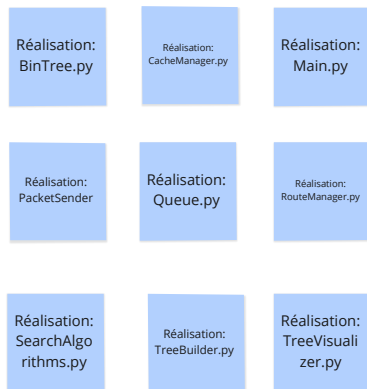 Réalisation:
BinTree.py
Réalisation:
CacheManager.py
Réalisation:
Main.py
Réalisation:
PacketSender
Réalisation:
Queue.py
Réalisation:
RouteManager.py
Réalisation:
SearchAlgo
rithms.py
Réalisation:
TreeBuilder.py
Réalisation:
TreeVisuali
zer.py